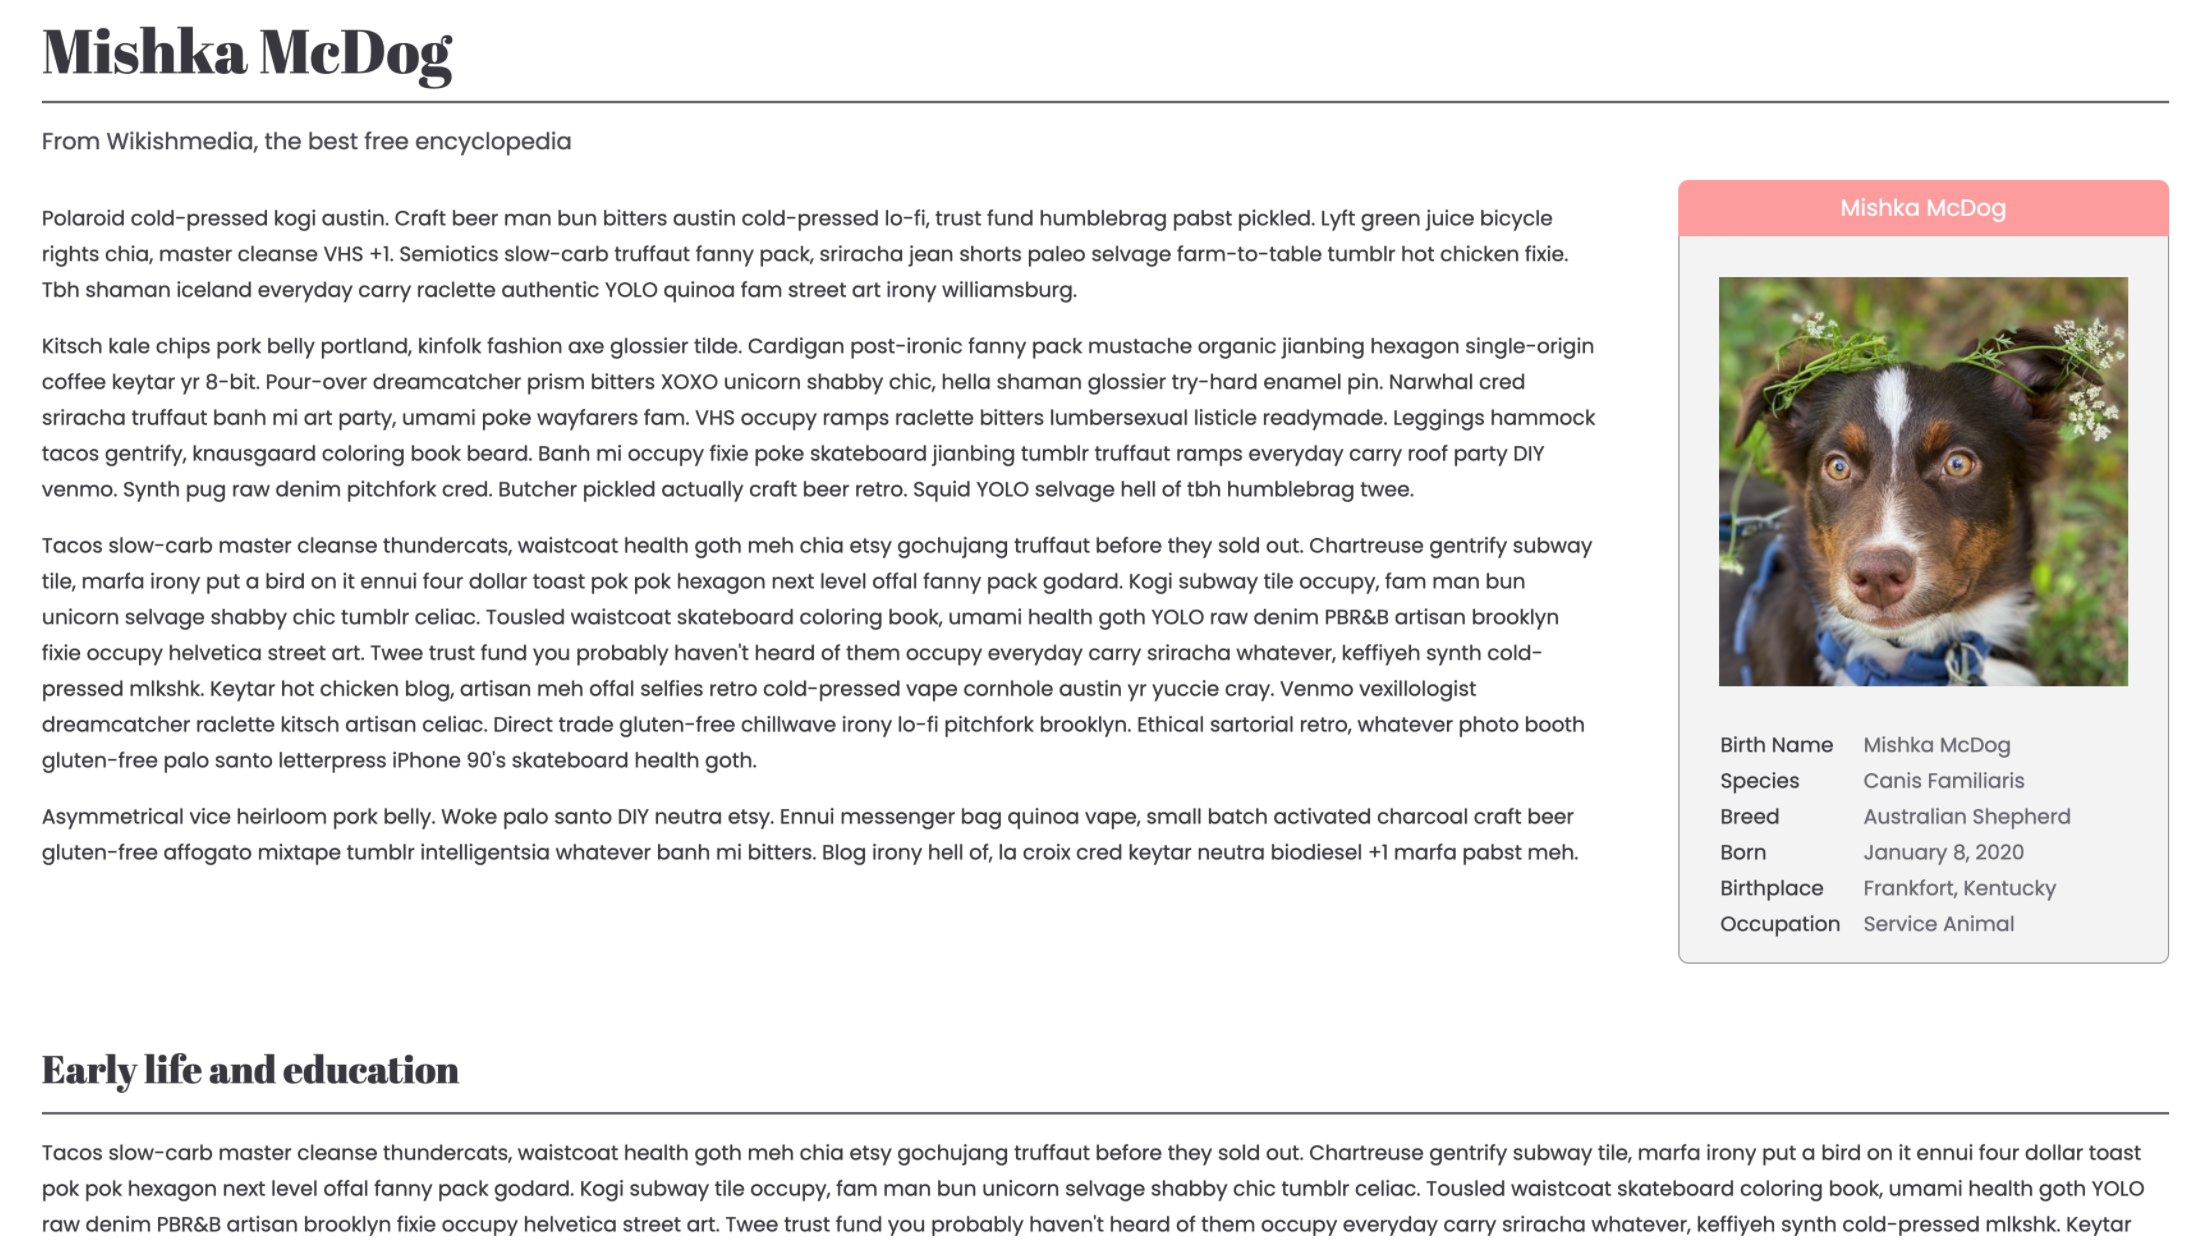 Mishka McDog
From Wikishmedia, the best free encyclopedia
Polaroid cold-pressed kogi austin. Craft beer man bun bitters austin cold-pressed lo-fi, trust fund humblebrag pabst pickled. Lyft green juice bicycle
rights chia, master cleanse VHS +1. Semiotics slow-carb truffaut fanny pack, sriracha jean shorts paleo selvage farm-to-table tumblr hot chicken fixie.
Tbh shaman iceland everyday carry raclette authentic YOLO quinoa fam street art irony williamsburg.
Kitsch kale chips pork belly portland, kinfolk fashion axe glossier tilde. Cardigan post-ironic fanny pack mustache organic jianbing hexagon single-origin
coffee keytar yr 8-bit. Pour-over dreamcatcher prism bitters XOXO unicorn shabby chic, hella shaman glossier try-hard enamel pin. Narwhal cred
sriracha truffaut banh mi art party, umami poke wayfarers fam. VHS occupy ramps raclette bitters lumbersexual listicle readymade. Leggings hammock
tacos gentrify, knausgaard coloring book beard. Banh mi occupy fixie poke skateboard jianbing tumblr truffaut ramps everyday carry roof party DIY
venmo. Synth pug raw denim pitchfork cred. Butcher pickled actually craft beer retro. Squid YOLO selvage hell of tbh humblebrag twee.
Tacos slow-carb master cleanse thundercats, waistcoat health goth meh chia etsy gochujang truffaut before they sold out. Chartreuse gentrify subway
tile, marfa irony put a bird on it ennui four dollar toast pok pok hexagon next level offal fanny pack godard. Kogi subway tile occupy, fam man bun
unicorn selvage shabby chic tumblr celiac. Tousled waistcoat skateboard coloring book, umami health goth YOLO raw denim PBR&B artisan brooklyn
fixie occupy helvetica street art. Twee trust fund you probably haven't heard of them occupy everyday carry sriracha whatever, keffiyeh synth cold-
pressed mlkshk. Keytar hot chicken blog, artisan meh offal selfies retro cold-pressed vape cornhole austin yr yuccie cray. Venmo vexillologist
dreamcatcher raclette kitsch artisan celiac. Direct trade gluten-free chillwave irony lo-fi pitchfork brooklyn. Ethical sartorial retro, whatever photo booth
gluten-free palo santo letterpress iPhone 90's skateboard health goth.
Asymmetrical vice heirloom pork belly. Woke palo santo DIY neutra etsy. Ennui messenger bag quinoa vape, small batch activated charcoal craft beer
gluten-free affogato mixtape tumblr intelligentsia whatever banh mi bitters. Blog irony hell of, la croix cred keytar neutra biodiesel +1 marfa pabst meh.
Mishka McDog
Birth Name Mishka McDog
Species Canis Familiaris
Breed Australian Shepherd
Born January 8, 2020
Birthplace Frankfort, Kentucky
Occupation Service Animal
Early life and education
Tacos slow-carb master cleanse thundercats, waistcoat health goth meh chia etsy gochujang truffaut before they sold out. Chartreuse gentrify subway tile, marfa irony put a bird on it ennui four dollar toast
pok pok hexagon next level offal fanny pack godard. Kogi subway tile occupy, fam man bun unicorn selvage shabby chic tumblr celiac. Tousled waistcoat skateboard coloring book, umami health goth YOLO
raw denim PBR&B artisan brooklyn fixie occupy helvetica street art. Twee trust fund you probably haven't heard of them occupy everyday carry sriracha whatever, keffiyeh synth cold-pressed mlkshk. Keytar